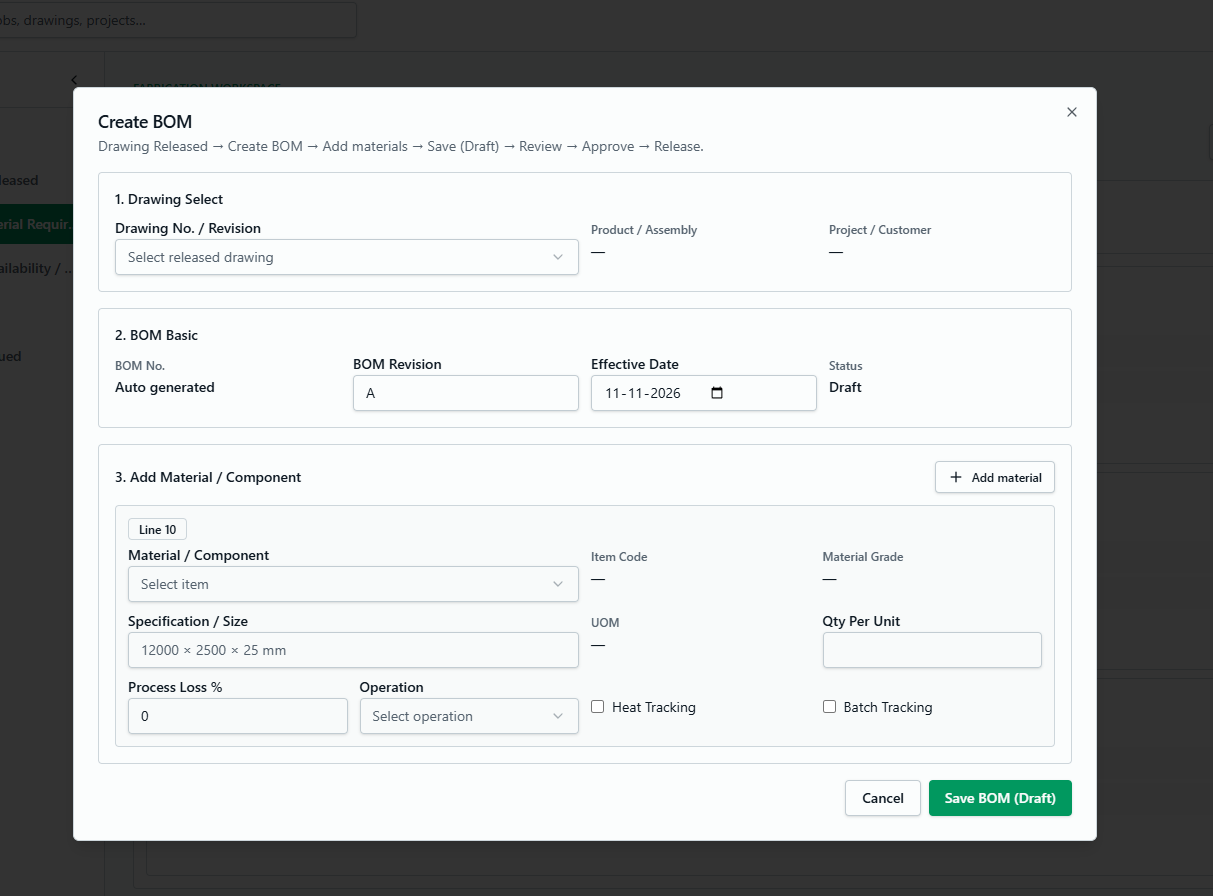 obs, drawings, projects...
Create BOM
Drawing Released → Create BOM → Add materials → Save (Draft) → Review → Approve → Release.
1. Drawing Select
Drawing No. / Revision
Product / Assembly
Project / Customer
Select released drawing
—
—
2. BOM Basic
BOM No.
BOM Revision
Effective Date
Status
Auto generated
A
11-11-2026
Draft
3. Add Material / Component
Add material
Line 10
Material / Component
Item Code
Material Grade
Select item
—
—
Specification / Size
UOM
Qty Per Unit
12000 × 2500 × 25 mm
—
Process Loss %
Operation
0
Select operation
Heat Tracking
Batch Tracking
Cancel
Save BOM (Draft)
eased
erial Requir.
ailability / ..
ued